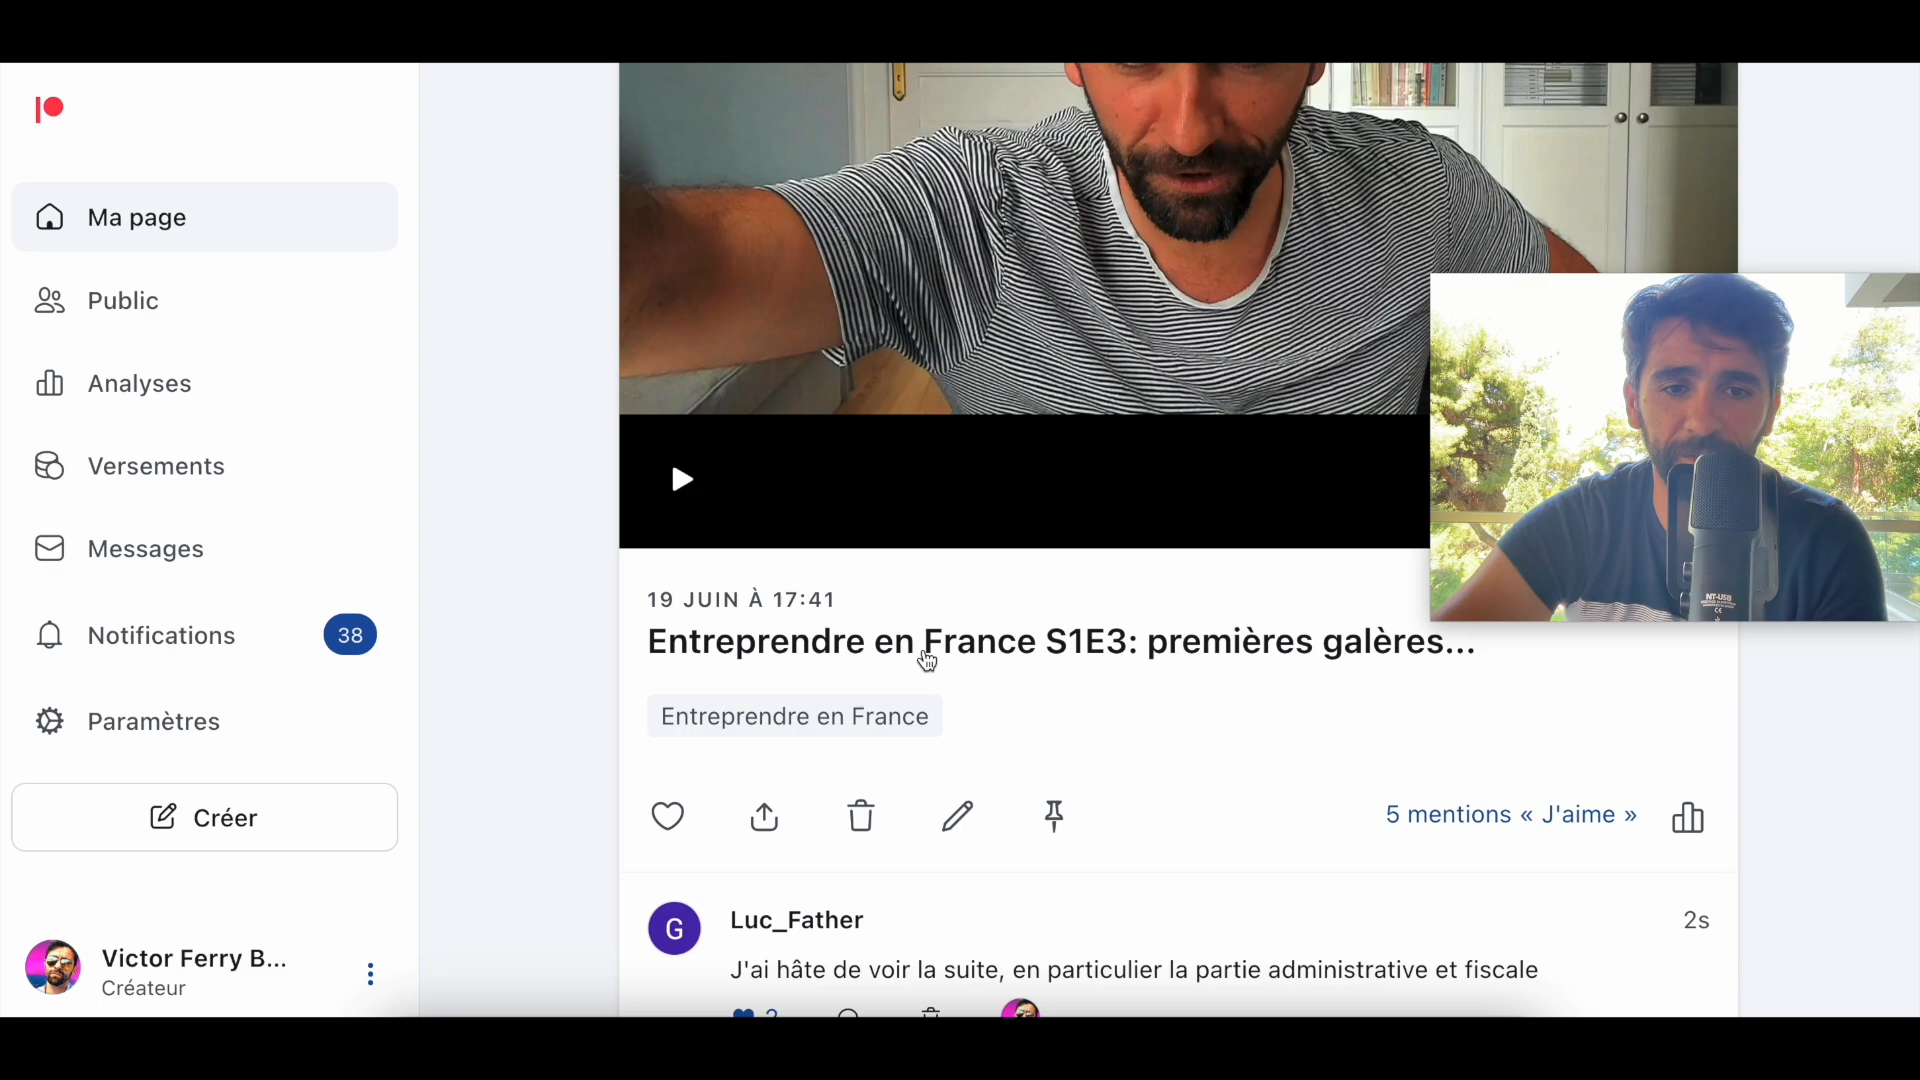 Ma page
Public
Analyses
Versements
Messages
Notifications
38
Paramètres
Créer
Victor Ferry B...
Créateur
19 JUIN À 17:41
Entreprendre en France S1E3: premières galères...
Entreprendre en France
5 mentions « J'aime »
G
Luc_Father
2s
J'ai hâte de voir la suite, en particulier la partie administrative et fiscale
NT-USB